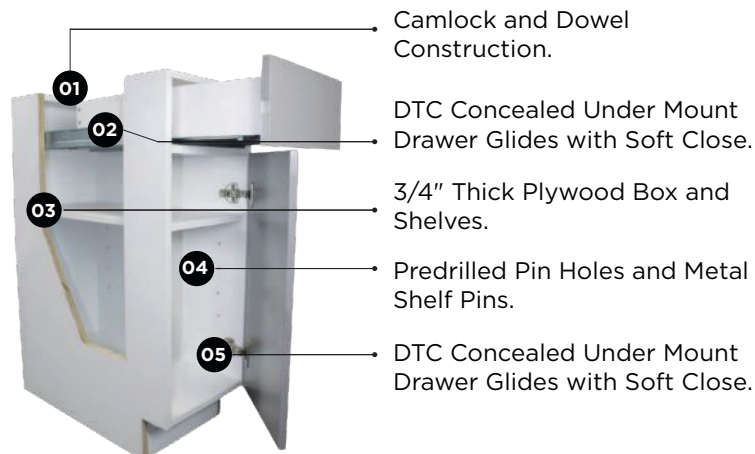 01
Camlock and Dowel
Construction.
02
DTC Concealed Under Mount
Drawer Glides with Soft Close.
03
3/4" Thick Plywood Box and
Shelves.
04
Predrilled Pin Holes and Metal
Shelf Pins.
05
DTC Concealed Under Mount
Drawer Glides with Soft Close.